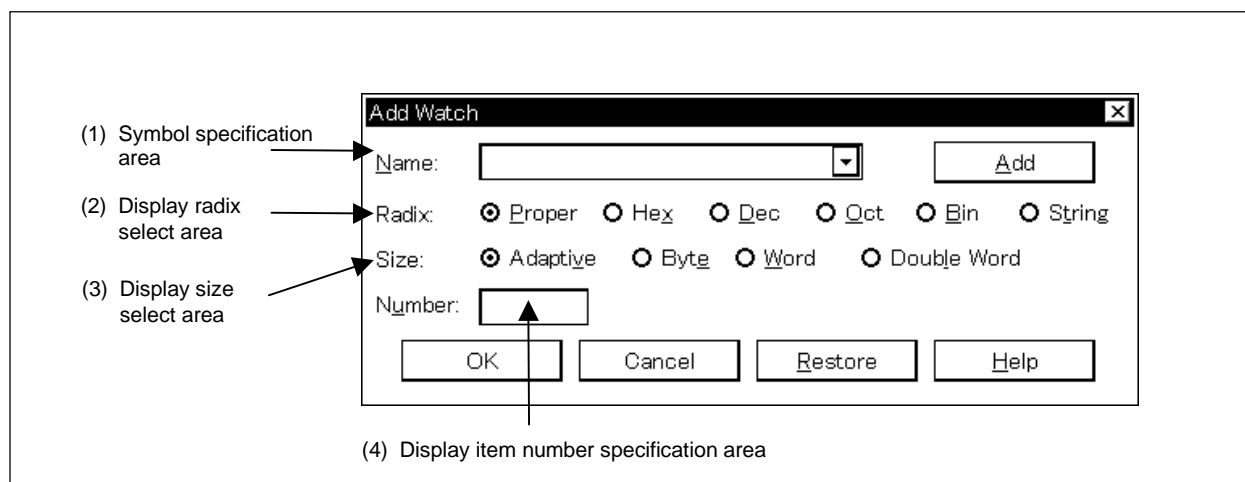 Add Watch
(1) Symbol specification
area
Name:
Add
(2) Display radix
select area
Radix: Proper Hex Dec Oct Bin String
Size: Adaptive Byte Word Double Word
(3) Display size
select area
Number:
OK Cancel Restore Help
(4) Display item number specification area